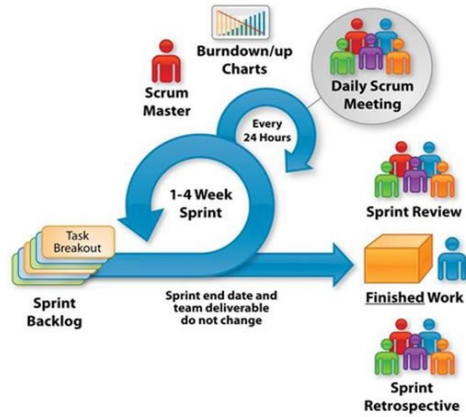 Burndown/up
Charts
Scrum
Master
Daily Scrum
Meeting
Every
24 Hours
1-4 Week
Sprint
Task
Breakout
Sprint
Backlog
Sprint end date and
team deliverable
do not change
Sprint Review
Finished Work
Sprint
Retrospective